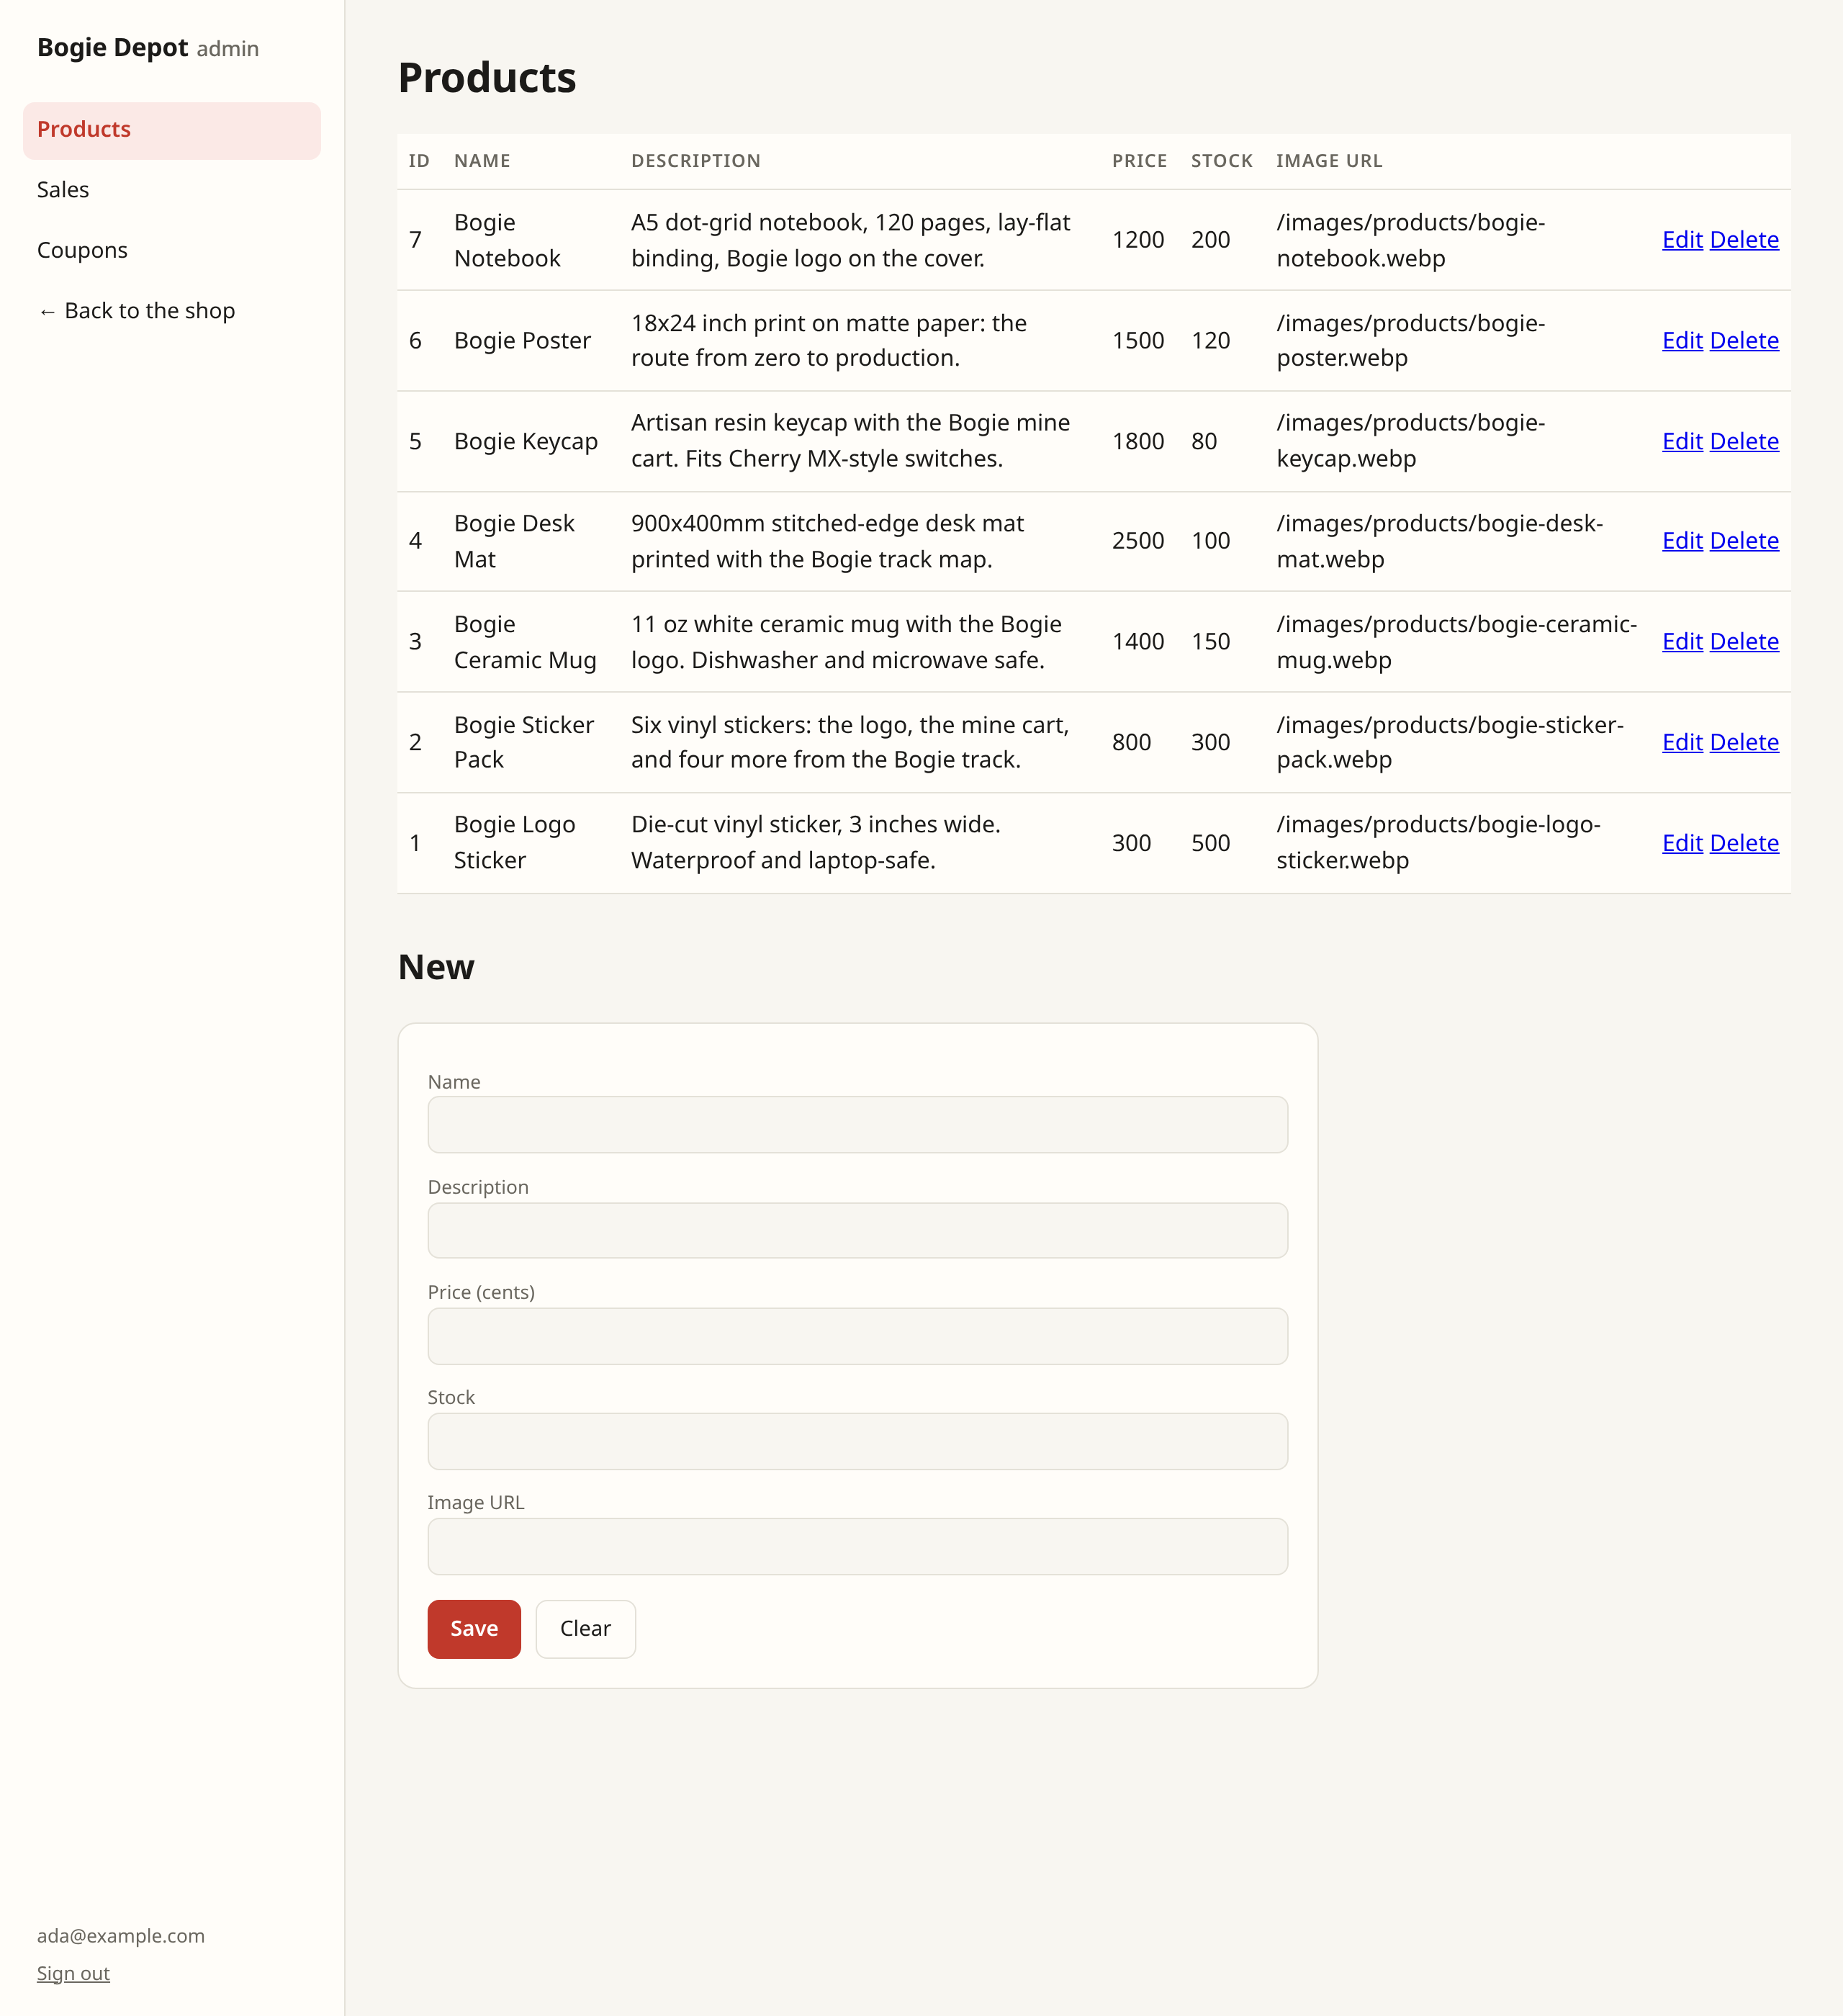 Bogie Depot admin
Products
Sales
Coupons
← Back to the shop
ada@example.com
Sign out
Products
ID NAME DESCRIPTION PRICE STOCK IMAGE URL
7 Bogie Notebook A5 dot-grid notebook, 120 pages, lay-flat binding, Bogie logo on the cover. 1200 200 /images/products/bogie-notebook.webp Edit Delete
6 Bogie Poster 18x24 inch print on matte paper: the route from zero to production. 1500 120 /images/products/bogie-poster.webp Edit Delete
5 Bogie Keycap Artisan resin keycap with the Bogie mine cart. Fits Cherry MX-style switches. 1800 80 /images/products/bogie-keycap.webp Edit Delete
4 Bogie Desk Mat 900x400mm stitched-edge desk mat printed with the Bogie track map. 2500 100 /images/products/bogie-desk-mat.webp Edit Delete
3 Bogie Ceramic Mug 11 oz white ceramic mug with the Bogie logo. Dishwasher and microwave safe. 1400 150 /images/products/bogie-ceramic-mug.webp Edit Delete
2 Bogie Sticker Pack Six vinyl stickers: the logo, the mine cart, and four more from the Bogie track. 800 300 /images/products/bogie-sticker-pack.webp Edit Delete
1 Bogie Logo Sticker Die-cut vinyl sticker, 3 inches wide. Waterproof and laptop-safe. 300 500 /images/products/bogie-logo-sticker.webp Edit Delete
New
Name
Description
Price (cents)
Stock
Image URL
Save Clear